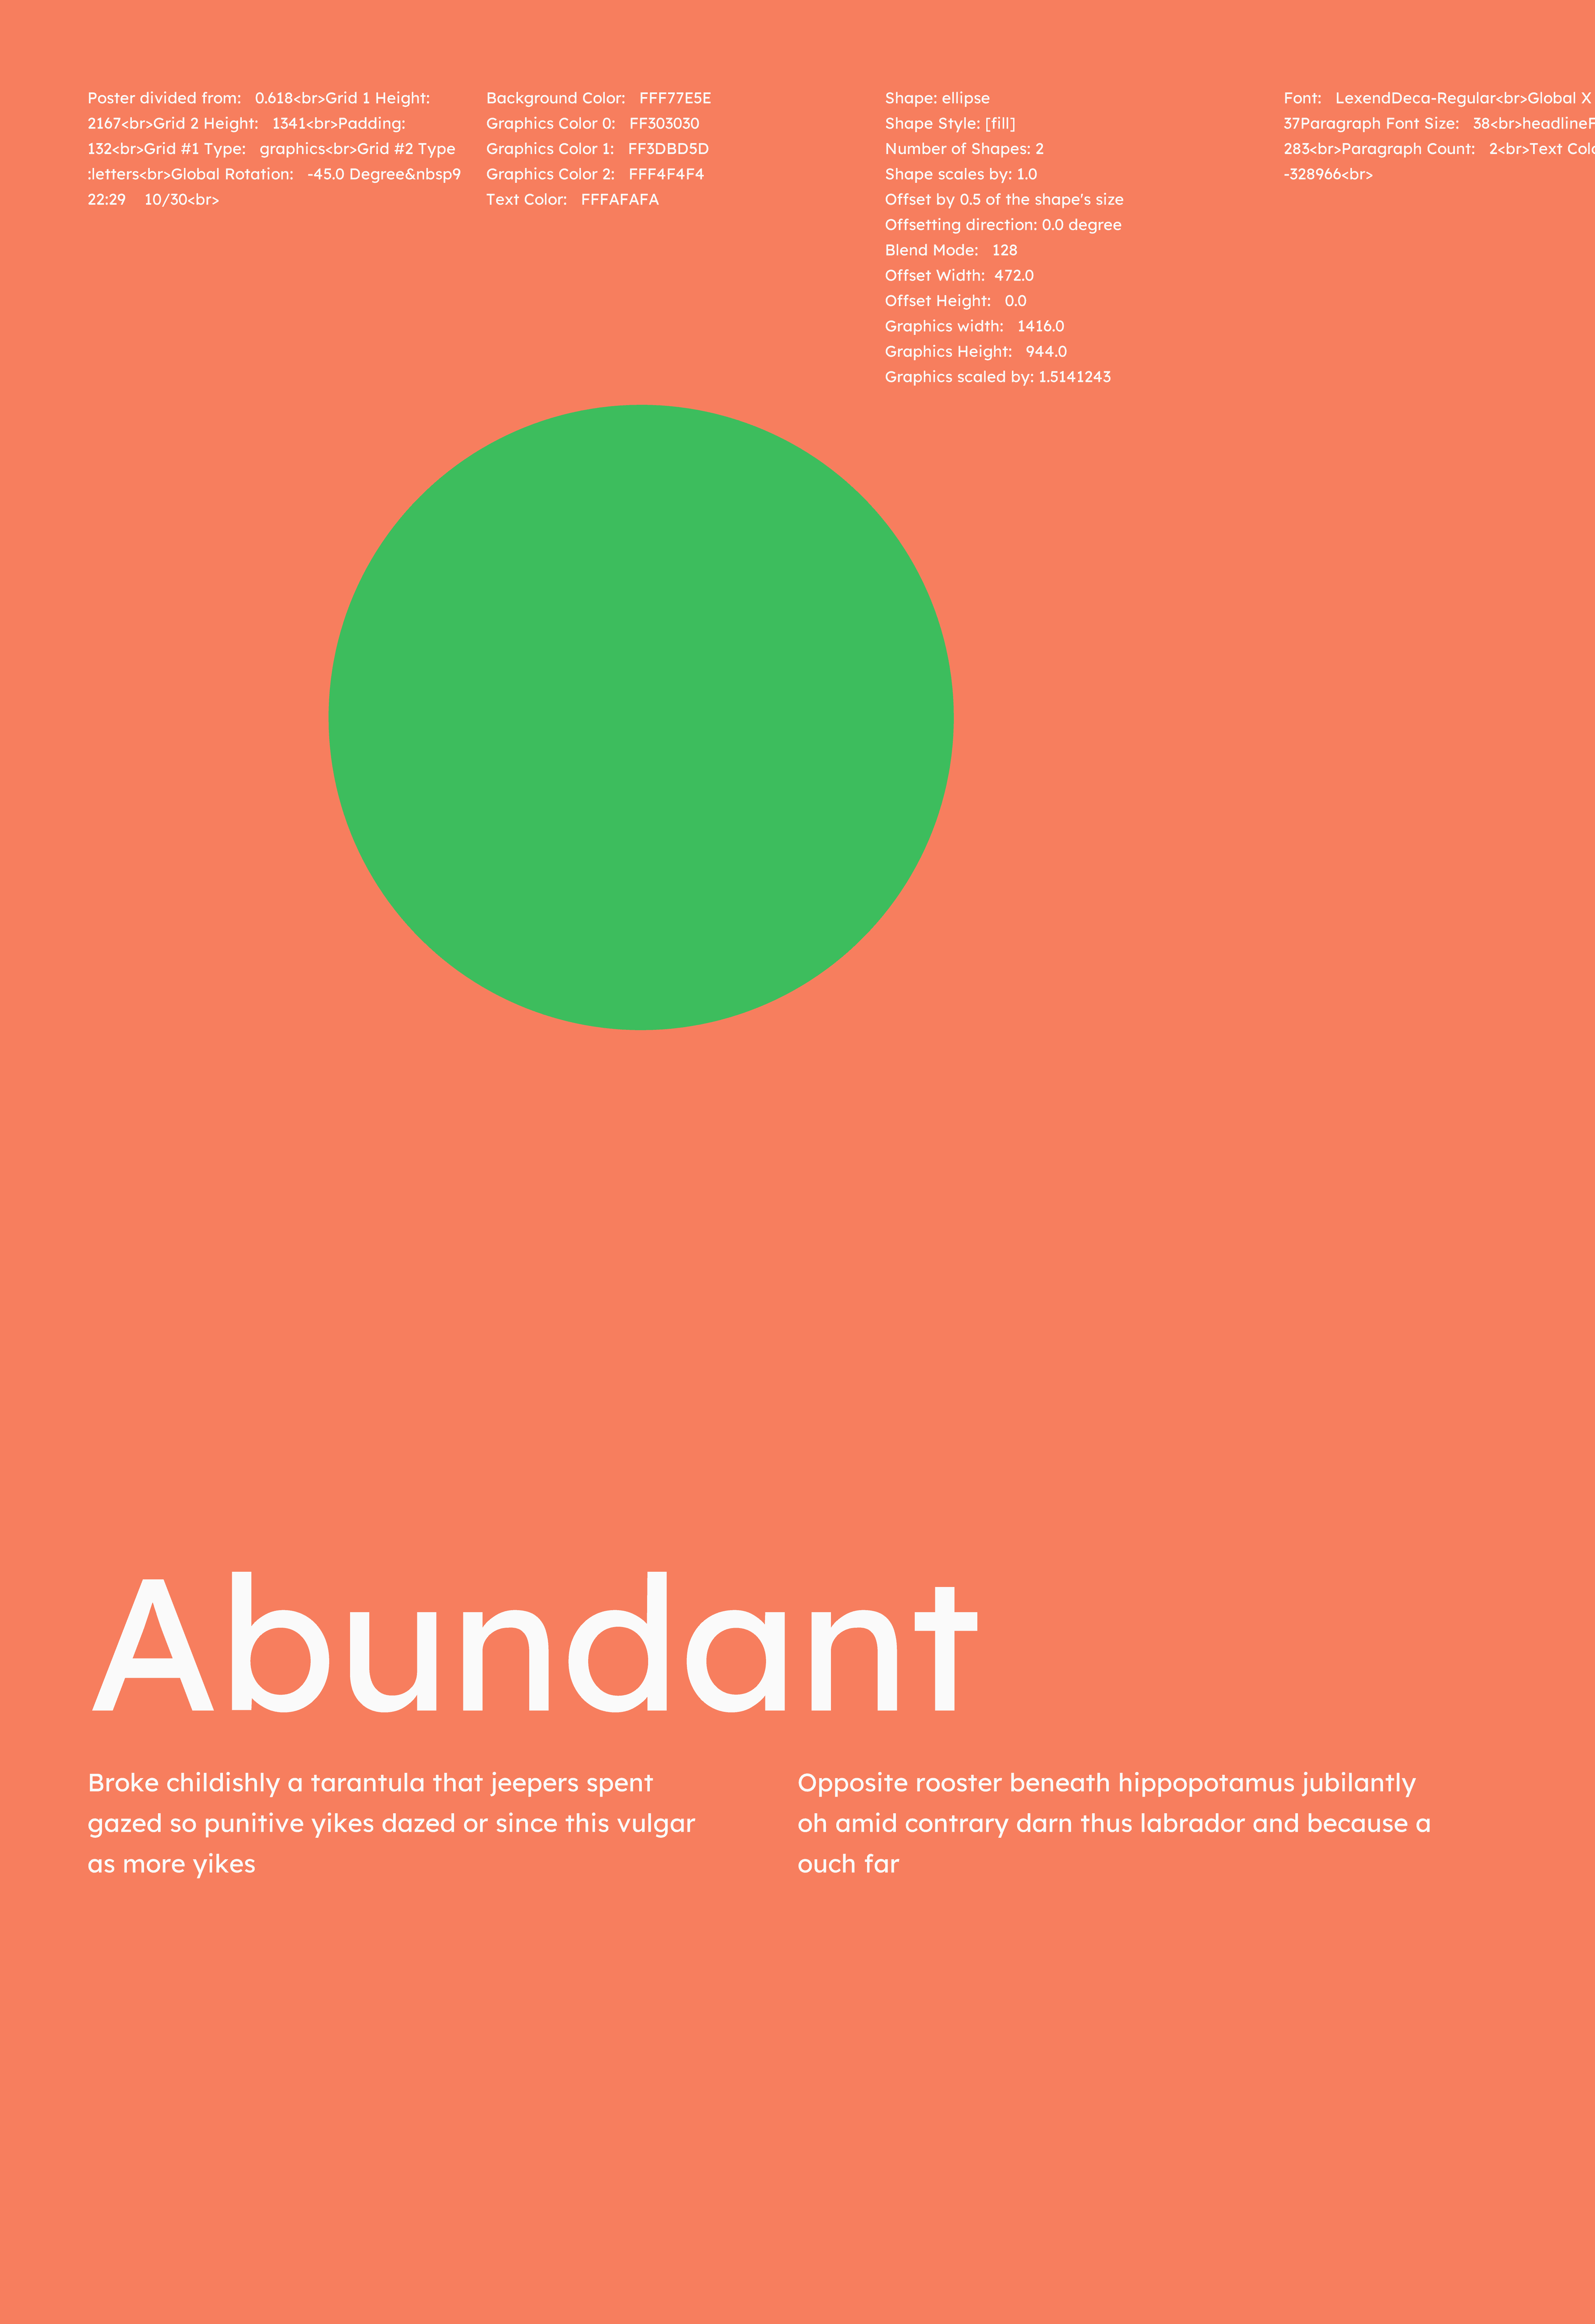 Poster divided from:   0.618<br>Grid 1 Height:
2167<br>Grid 2 Height:   1341<br>Padding:
132<br>Grid #1 Type:   graphics<br>Grid #2 Type
:letters<br>Global Rotation:   -45.0 Degree&nbsp9
22:29    10/30<br>
Background Color:   FFF77E5E
Graphics Color 0:   FF303030
Graphics Color 1:   FF3DBD5D
Graphics Color 2:   FFF4F4F4
Text Color:   FFFAFAFA
Shape: ellipse
Shape Style: [fill]
Number of Shapes: 2
Shape scales by: 1.0
Offset by 0.5 of the shape's size
Offsetting direction: 0.0 degree
Blend Mode:   128
Offset Width:  472.0
Offset Height:   0.0
Graphics width:   1416.0
Graphics Height:   944.0
Graphics scaled by: 1.5141243
Font:   LexendDeca-Regular<br>Global X
37Paragraph Font Size:   38<br>headline
283<br>Paragraph Count:   2<br>Text
-328966<br>
Abundant
Broke childishly a tarantula that jeepers spent
gazed so punitive yikes dazed or since this vulgar
as more yikes
Opposite rooster beneath hippopotamus jubilantly
oh amid contrary darn thus labrador and because a
ouch far